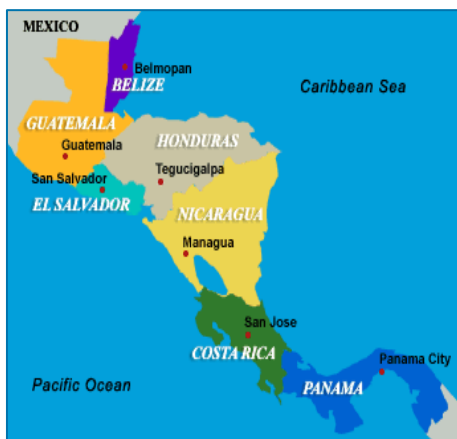 MEXICO
Belmopan
BELIZE
Caribbean Sea
GUATEMALA
HONDURAS
Guatemala
Tegucigalpa
San Salvador
EL SALVADOR
NICARAGUA
Managua
San Jose
COSTA RICA
Panama City
Pacific Ocean
PANAMA